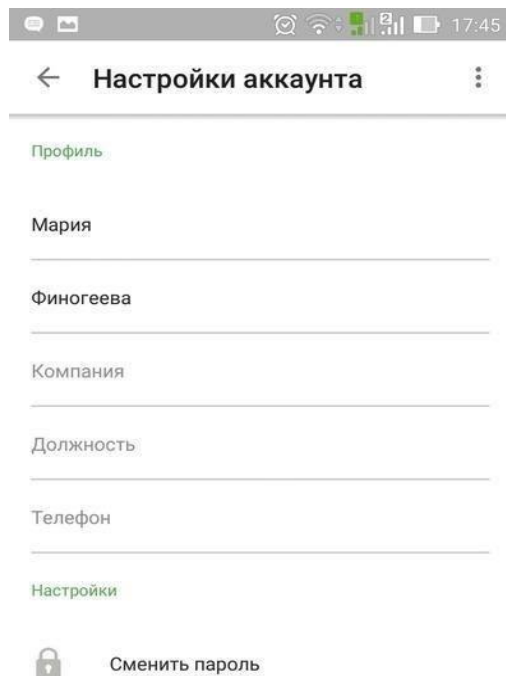 17:45
Настройки аккаунта
Профиль
Мария
Финогеева
Компания
Должность
Телефон
Настройки
Сменить пароль